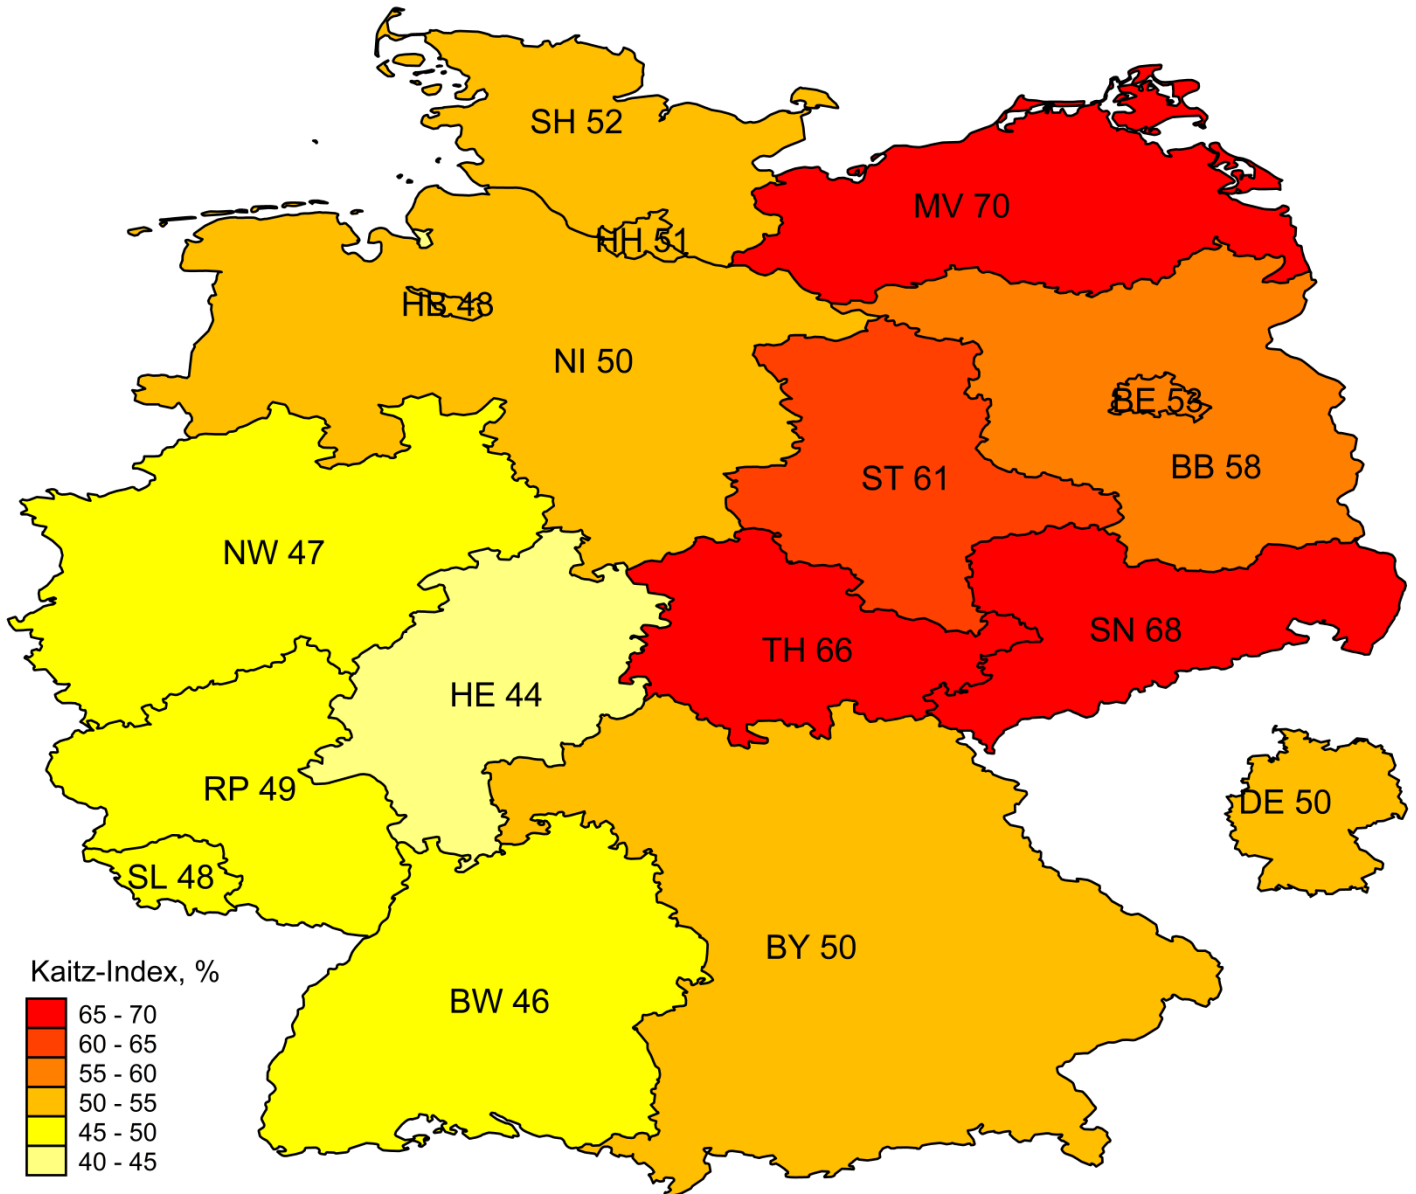 SH 52
MV 70
HH 51
HB 43
NI 50
BE 53
BB 58
ST 61
NW 47
SN 68
TH 66
HE 44
RP 49
DE 50
SL 48
BY 50
BW 46
Kaitz-Index, %
65 - 70
60 - 65
55 - 60
50 - 55
45 - 50
40 - 45